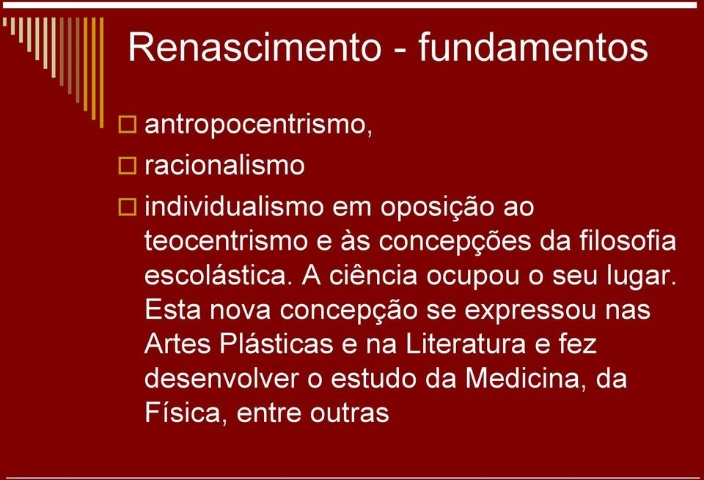 Renascimento - fundamentos
antropocentrismo,
racionalismo
individualismo em oposição ao
teocentrismo e às concepções da filosofia
escolástica. A ciência ocupou o seu lugar.
Esta nova concepção se expressou nas
Artes Plásticas e na Literatura e fez
desenvolver o estudo da Medicina, da
Física, entre outras